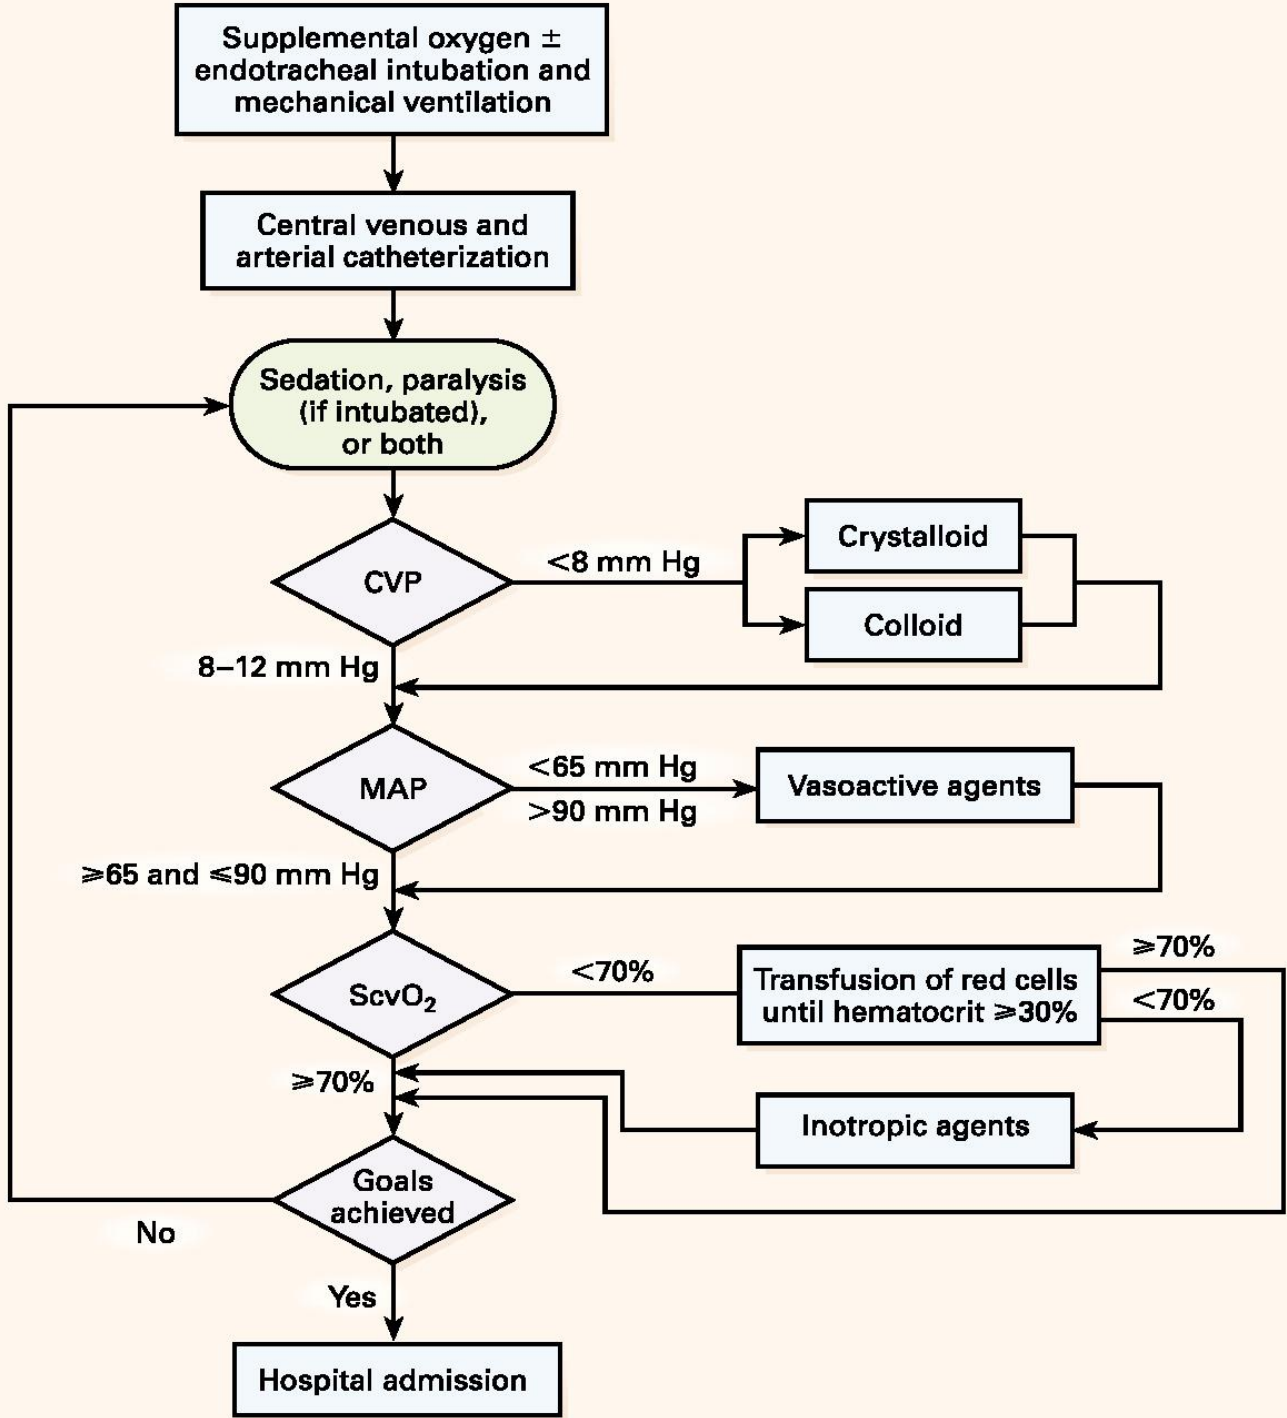 Supplemental oxygen ±
endotracheal intubation and
mechanical ventilation
Central venous and
arterial catheterization
Sedation, paralysis
(if intubated),
or both
CVP
<8 mm Hg
Crystalloid
Colloid
8–12 mm Hg
MAP
<65 mm Hg
>90 mm Hg
Vasoactive agents
⩾65 and ⩽90 mm Hg
ScvO₂
<70%
Transfusion of red cells
until hematocrit ⩾30%
⩾70%
<70%
⩾70%
Inotropic agents
Goals
achieved
No
Yes
Hospital admission